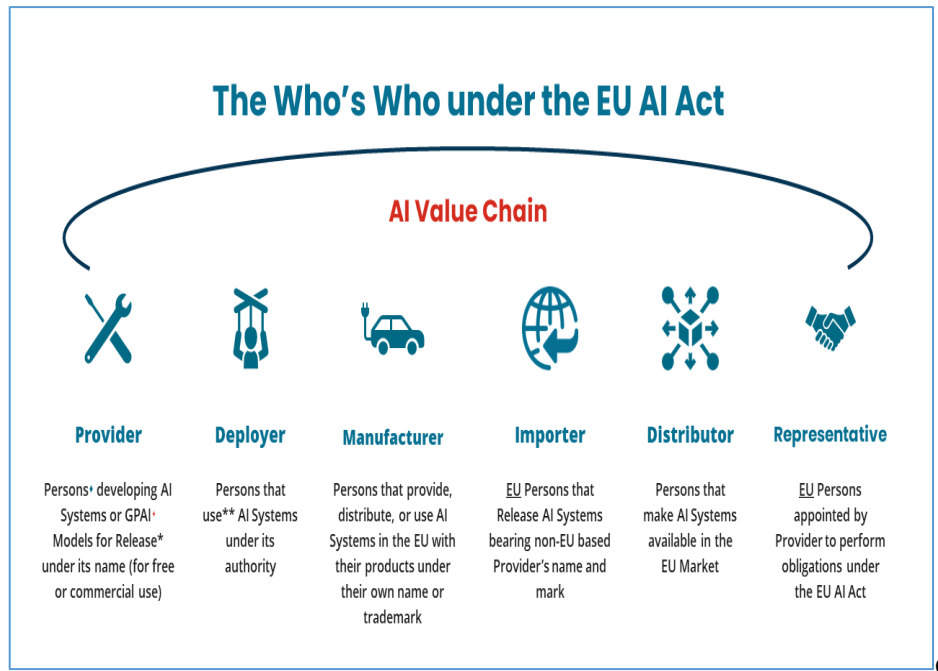 The Who's Who under the EU AI Act
AI Value Chain
Provider
Persons• developing AI
Systems or GPAI•
Models for Release*
under its name (for free
or commercial use)
Deployer
Persons that
use** AI Systems
under its
authority
Manufacturer
Persons that provide,
distribute, or use AI
Systems in the EU with
their products under
their own name or
trademark
Importer
EU Persons that
Release AI Systems
bearing non-EU based
Provider's name and
mark
Distributor
Persons that
make AI Systems
available in the
EU Market
Representative
EU Persons
appointed by
Provider to perform
obligations under
the EU AI Act